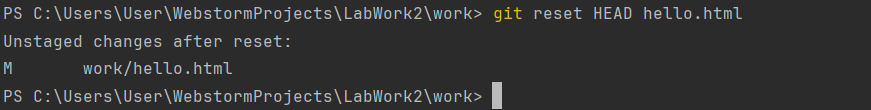 PS C:\Users\User\WebstormProjects\LabWork2\work> git reset HEAD hello.html
Unstaged changes after reset:
M       work/hello.html
PS C:\Users\User\WebstormProjects\LabWork2\work>